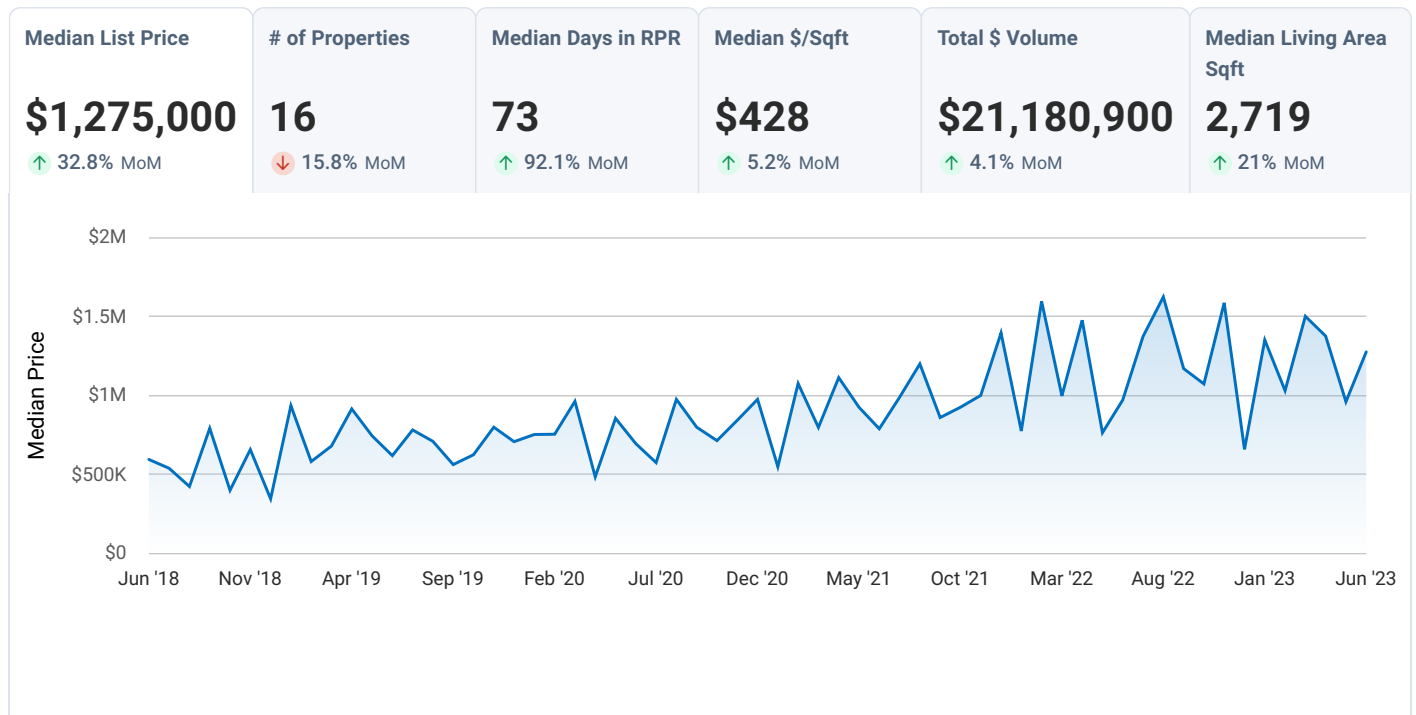 Median List Price
$1,275,000
32.8% MoM
# of Properties
16
15.8% MoM
Median Days in RPR
73
92.1% MoM
Median $/Sqft
$428
5.2% MoM
Total $ Volume
$21,180,900
4.1% MoM
Median Living Area
Sqft
2,719
21% MoM
Median Price
$2M
$1.5M
$1M
$500K
$0
Jun '18 Nov '18 Apr '19 Sep '19 Feb '20 Jul '20 Dec '20 May '21 Oct '21 Mar '22 Aug '22 Jan '23 Jun '23